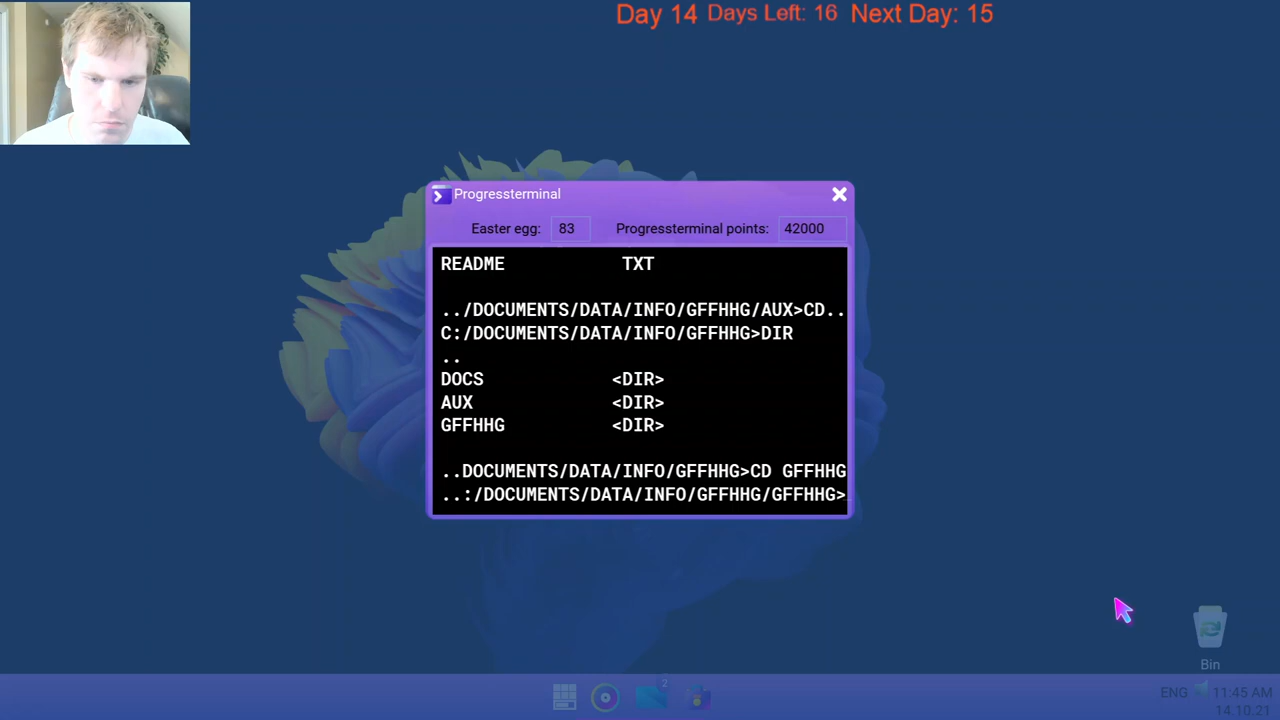 Day 14 Days Left: 16 Next Day: 15
Progressterminal
Easter egg: 83 Progressterminal points: 42000
README TXT
../DOCUMENTS/DATA/INFO/GFFHHG/AUX>CD..
C:/DOCUMENTS/DATA/INFO/GFFHHG>DIR
..
DOCS <DIR>
AUX <DIR>
GFFHHG <DIR>
..DOCUMENTS/DATA/INFO/GFFHHG>CD GFFHHG
..:/DOCUMENTS/DATA/INFO/GFFHHG/GFFHHG>_
Bin
2
ENG 11:45 AM
14.10.21